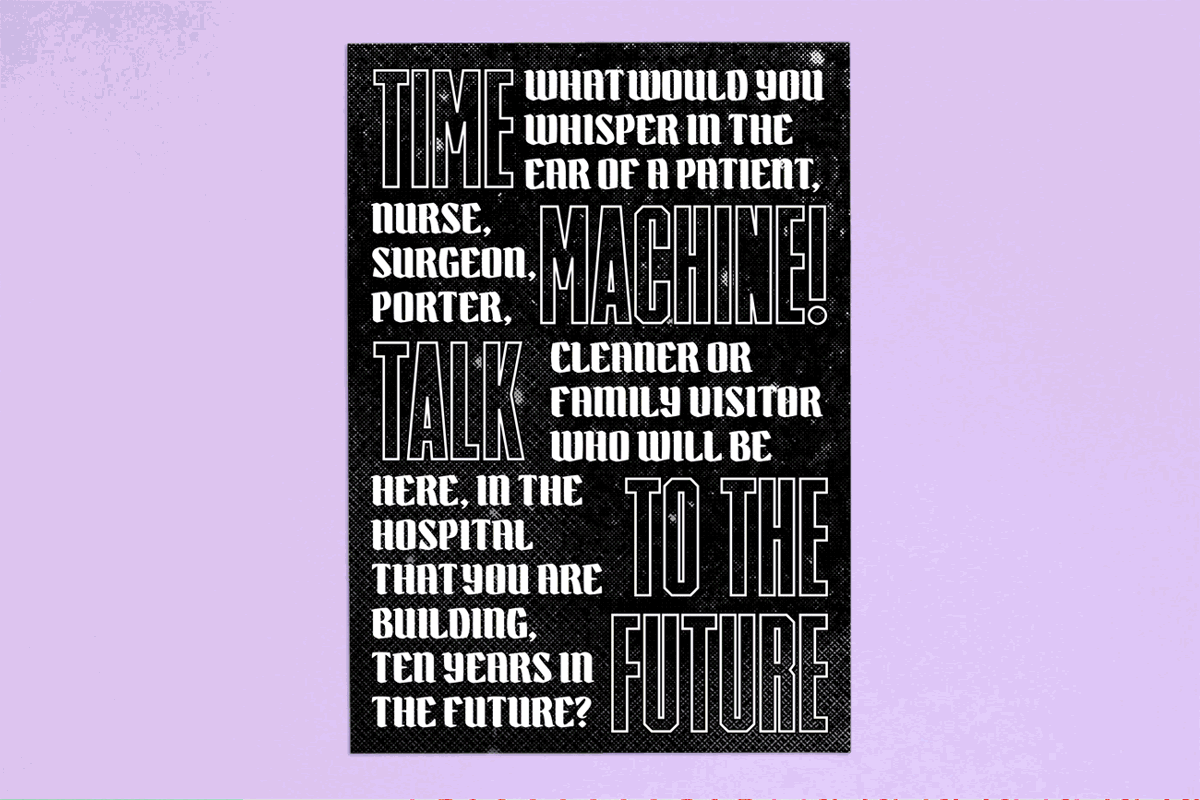 TIME
WHAT WOULD YOU
WHISPER IN THE
EAR OF A PATIENT,
NURSE,
SURGEON,
PORTER,
MACHINE!
TALK
CLEANER OR
FAMILY VISITOR
WHO WILL BE
HERE, IN THE
HOSPITAL
THAT YOU ARE
BUILDING,
TEN YEARS IN
THE FUTURE?
TO THE
FUTURE